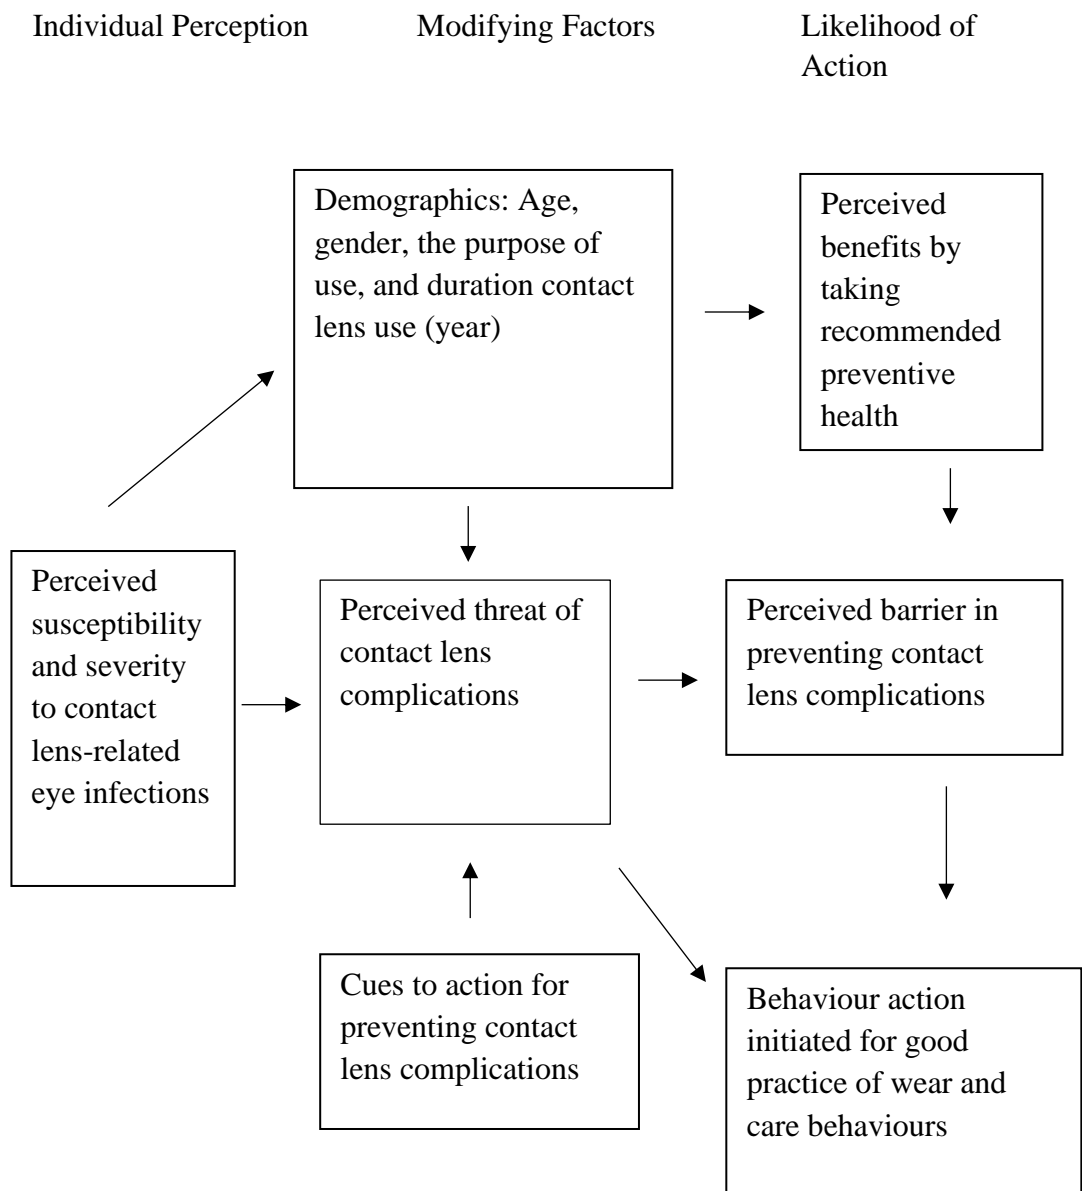 Individual Perception
Modifying Factors
Likelihood of
Action
Demographics: Age,
gender, the purpose of
use, and duration contact
lens use (year)
Perceived
benefits by
taking
recommended
preventive
health
Perceived
susceptibility
and severity
to contact
lens-related
eye infections
Perceived threat of
contact lens
complications
Perceived barrier in
preventing contact
lens complications
Cues to action for
preventing contact
lens complications
Behaviour action
initiated for good
practice of wear and
care behaviours